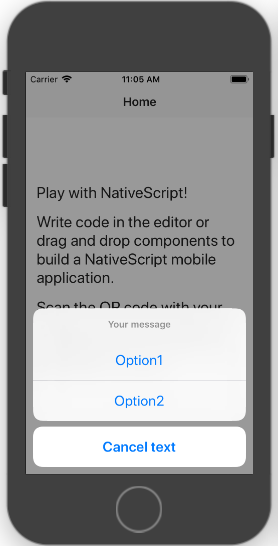 Carrier 11:05 AM
Home
Play with NativeScript!
Write code in the editor or
drag and drop components to
build a NativeScript mobile
application.
Scan the QR code with your
Your message
Option1
Option2
Cancel text